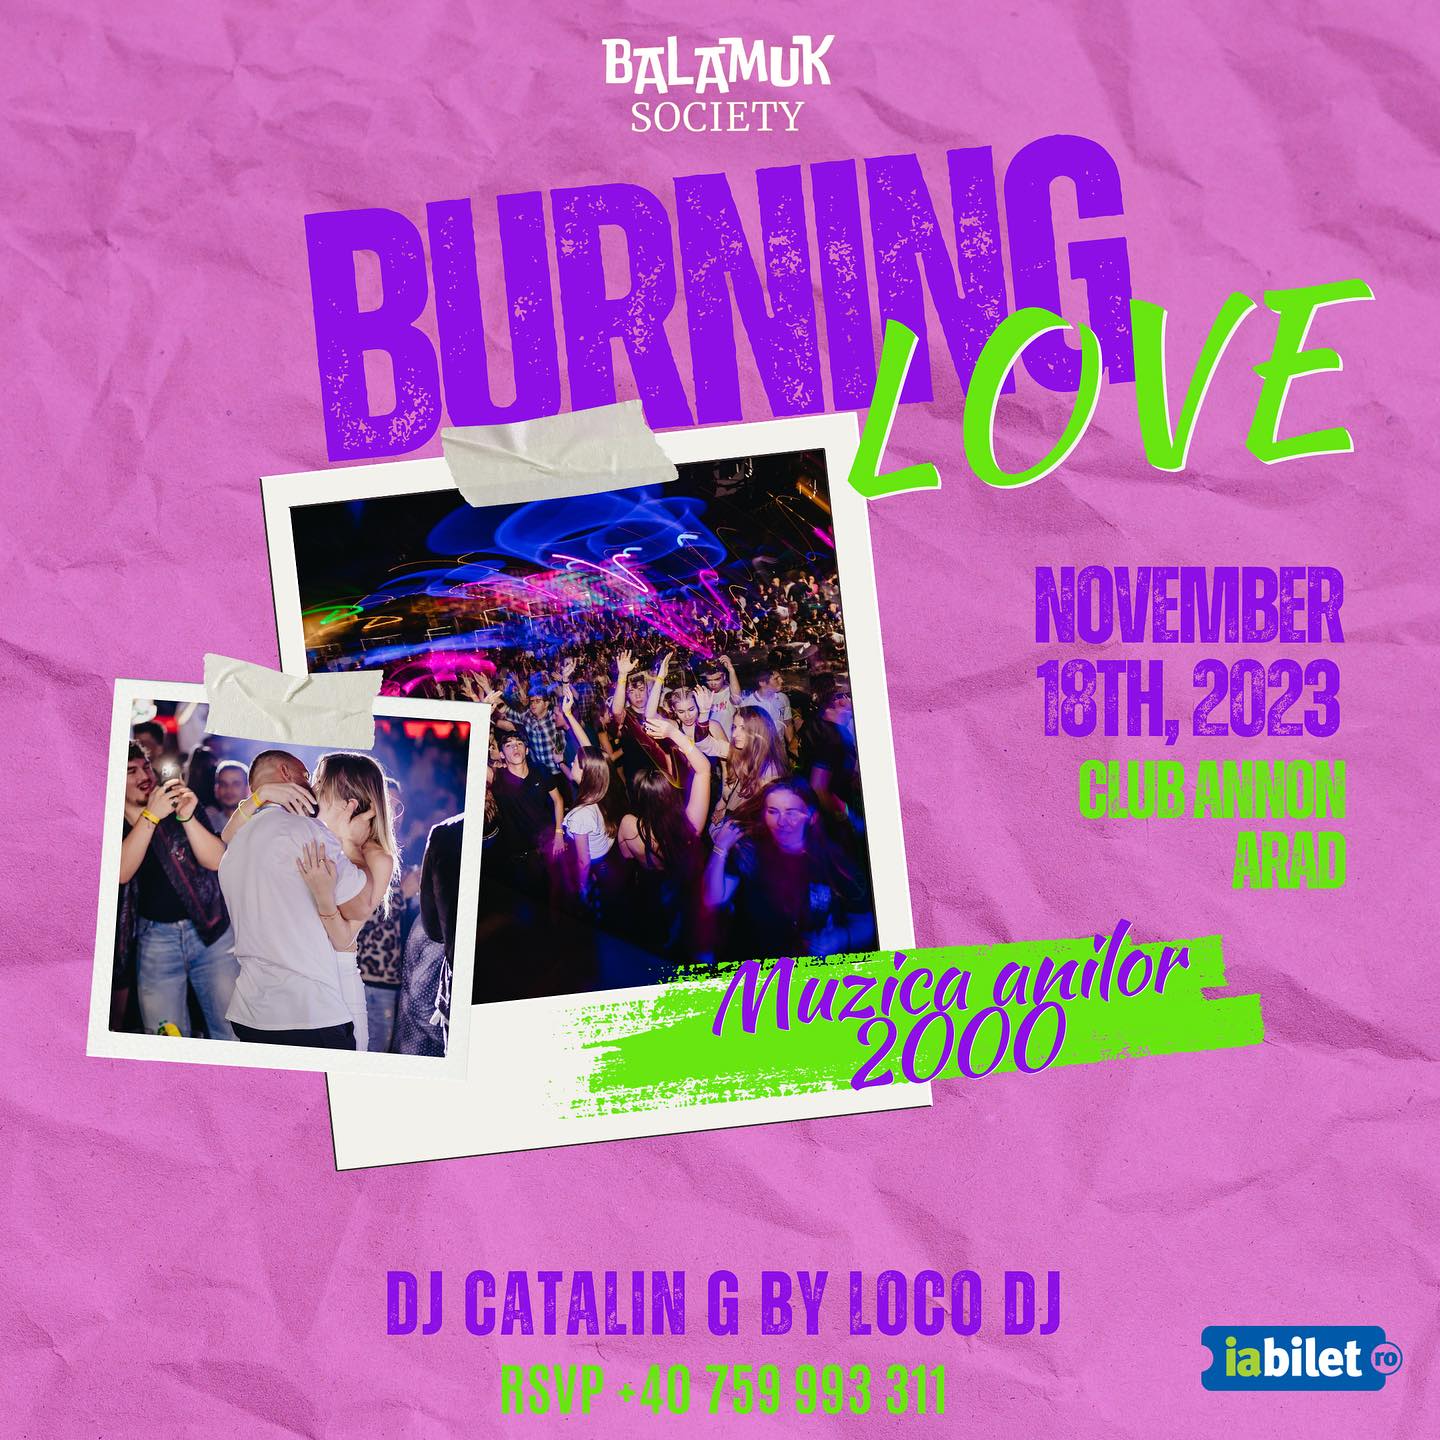 BALAMUK
SOCIETY
BURNING
LOVE
NOVEMBER
18TH, 2023
CLUB ANNON
ARAD
Muzica anilor
2000
DJ CATALIN G BY LOCO DJ
RSVP +40 759 993 311
iabilet ro